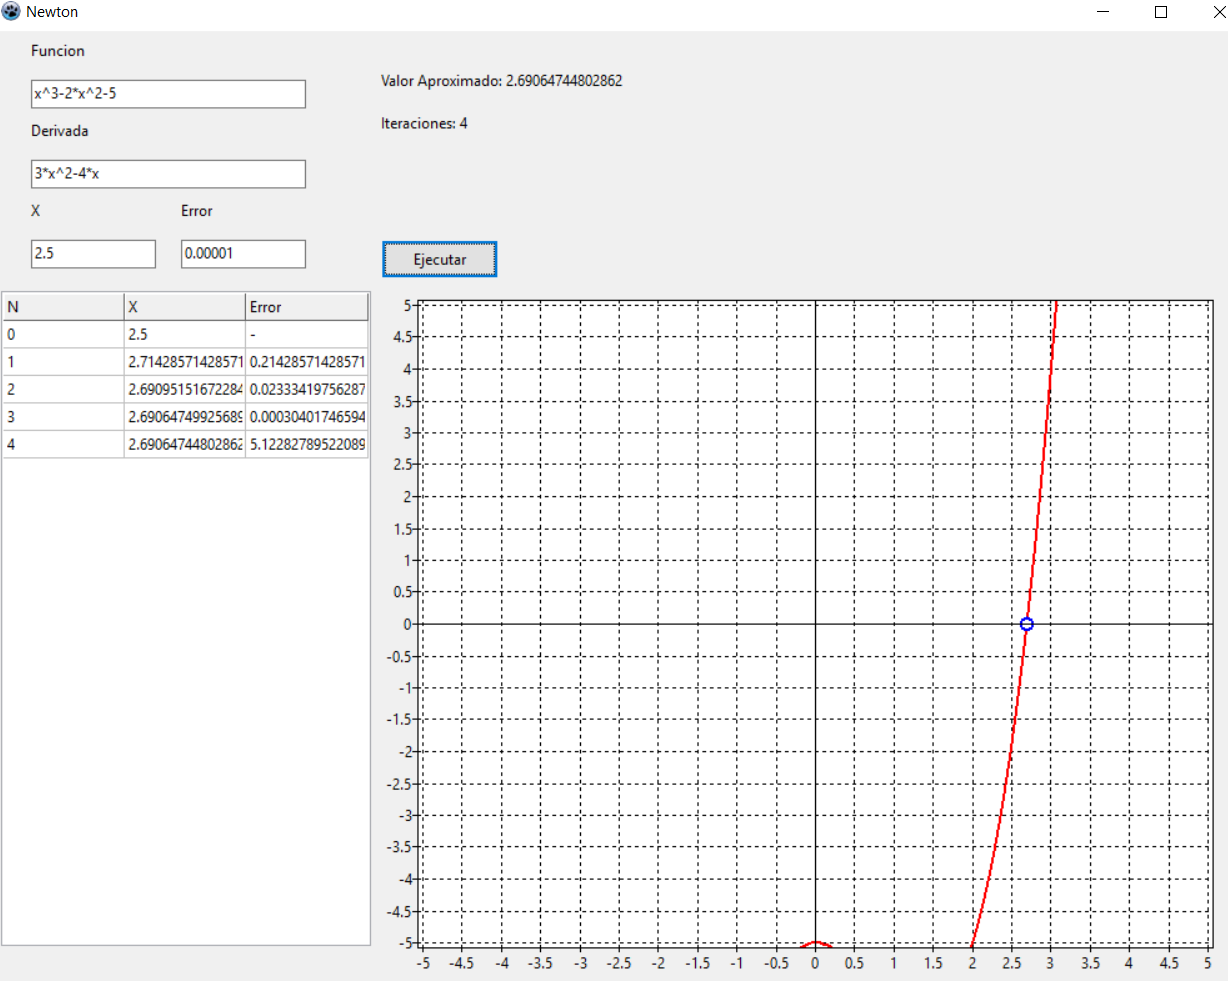 Newton
Funcion
x^3-2*x^2-5
Derivada
3*x^2-4*x
X Error
2.5 0.00001
Valor Aproximado: 2.69064744802862
Iteraciones: 4
Ejecutar
N X Error
0 2.5 -
1 2.71428571428571 0.21428571428571
2 2.69095151672284 0.02333419756287
3 2.69064749925689 0.00030401746594
4 2.69064744802862 5.12282789522089
5
4.5
4
3.5
3
2.5
2
1.5
1
0.5
0
-0.5
-1
-1.5
-2
-2.5
-3
-3.5
-4
-4.5
-5
-5 -4.5 -4 -3.5 -3 -2.5 -2 -1.5 -1 -0.5 0 0.5 1 1.5 2 2.5 3 3.5 4 4.5 5